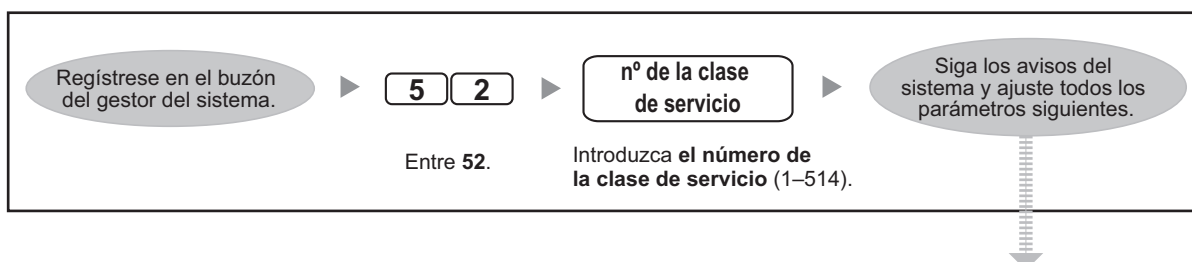 Regístrese en el buzón
del gestor del sistema.
5 2
nº de la clase
de servicio
Siga los avisos del
sistema y ajuste todos los
parámetros siguientes.
Entre 52.
Introduzca el número de
la clase de servicio (1–514).